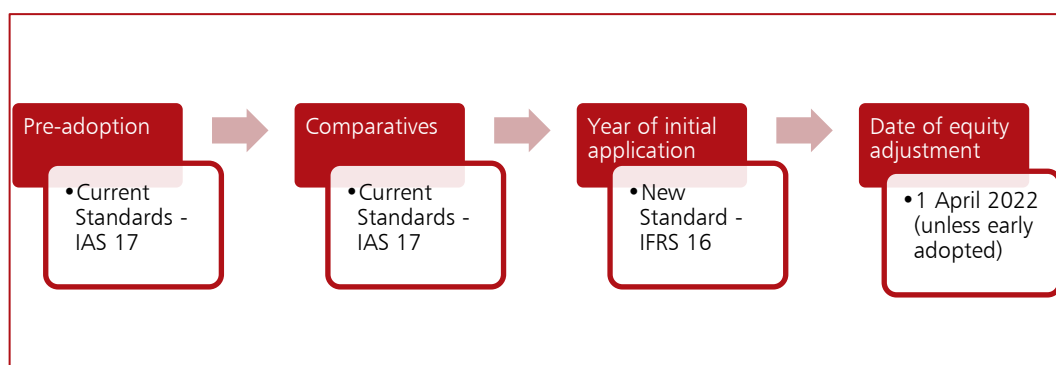 Pre-adoption
•Current
Standards -
IAS 17
Comparatives
•Current
Standards -
IAS 17
Year of initial
application
•New
Standard -
IFRS 16
Date of equity
adjustment
•1 April 2022
(unless early
adopted)